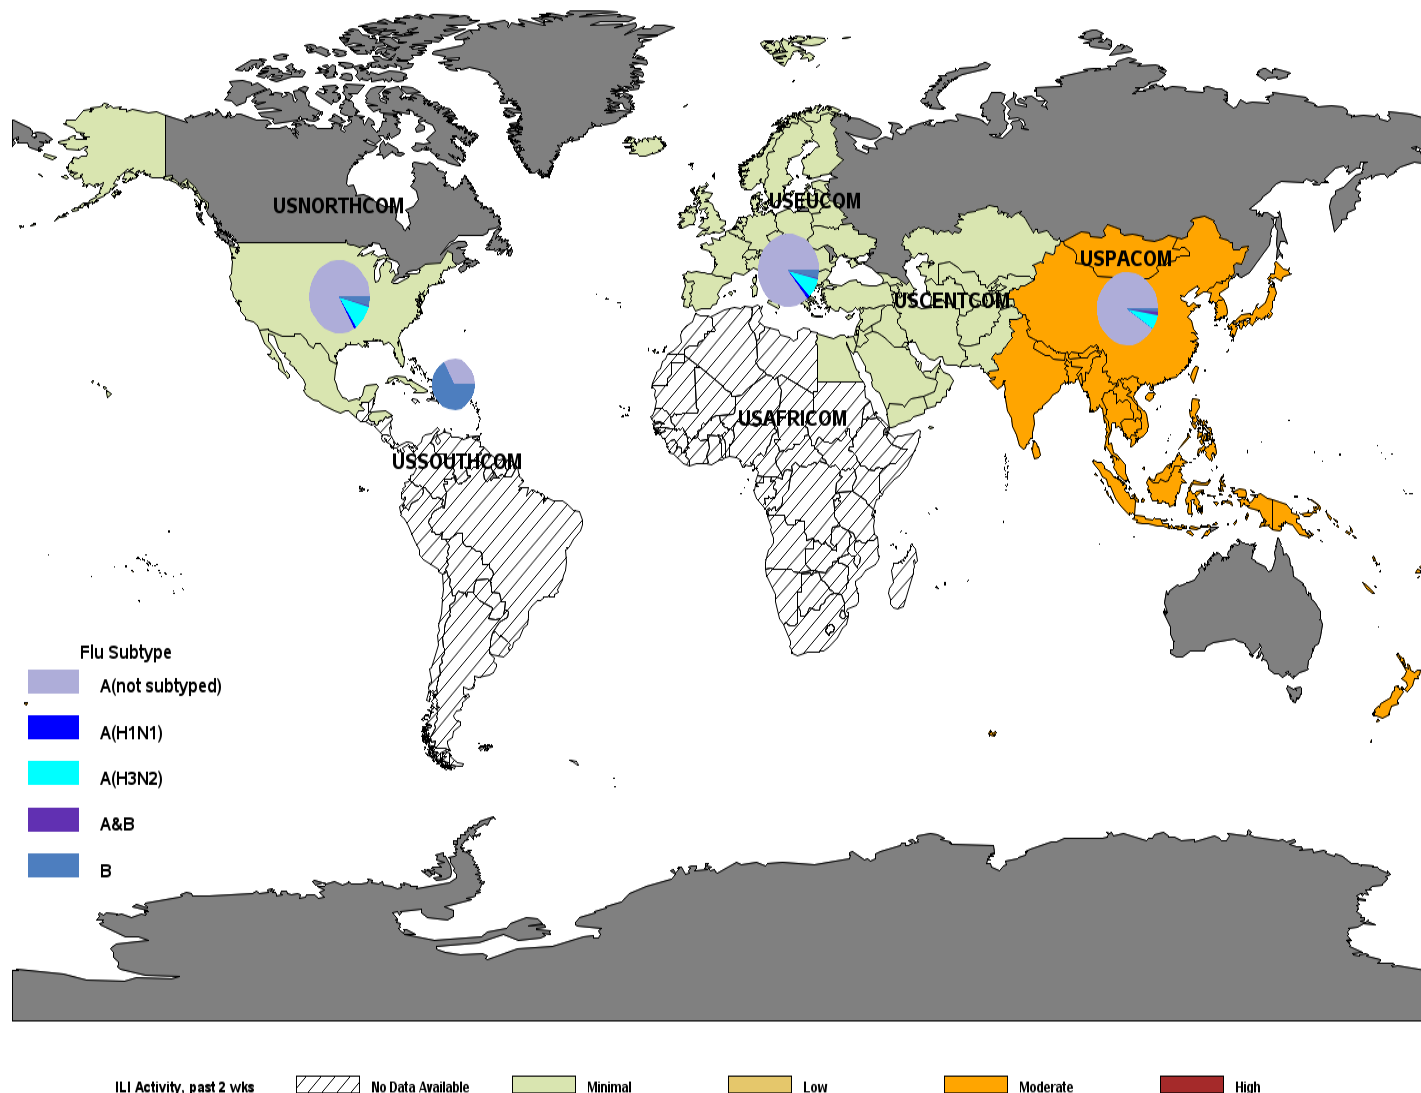 USNORTHCOM
USEUCOM
USPACOM
USCENTCOM
USAFRICOM
USSOUTHCOM
Flu Subtype
A(not subtyped)
A(H1N1)
A(H3N2)
A&B
B
ILI Activity, past 2 wks
No Data Available
Minimal
Low
Moderate
High